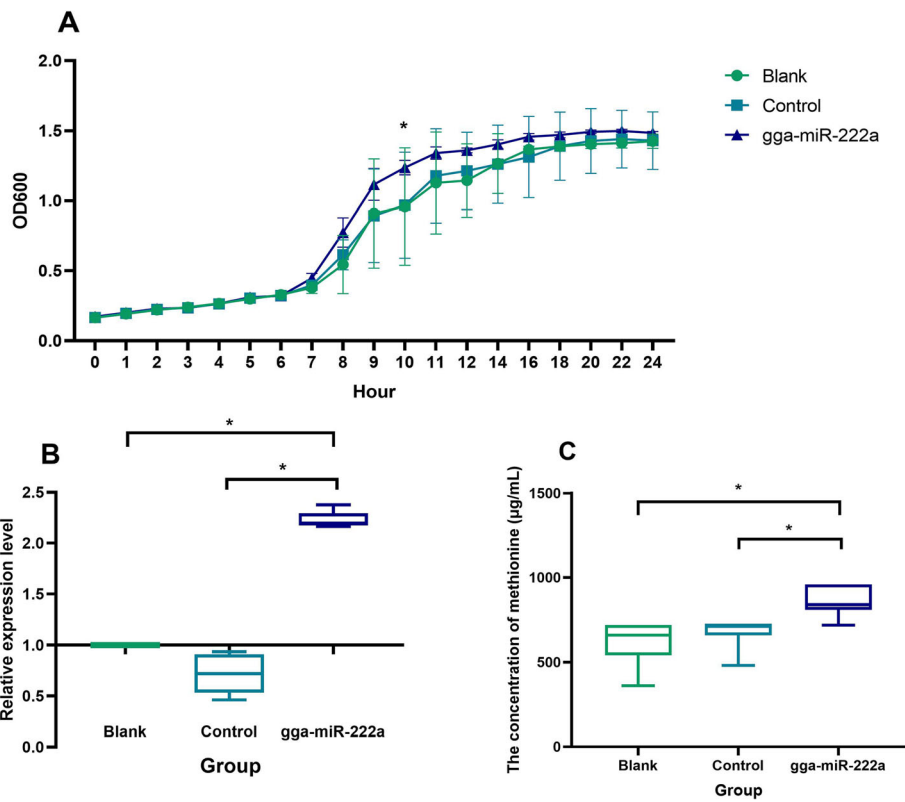 A
2.0
1.5
1.0
0.5
0.0
OD600
*
0 1 2 3 4 5 6 7 8 9 10 11 12 14 16 18 20 22 24
Hour
Blank
Control
gga-miR-222a
B
*
*
2.5
2.0
1.5
1.0
0.5
0.0
Relative expression level
Blank Control gga-miR-222a
Group
C
*
*
1500
1000
500
0
The concentration of methionine (μg/mL)
Blank Control gga-miR-222a
Group